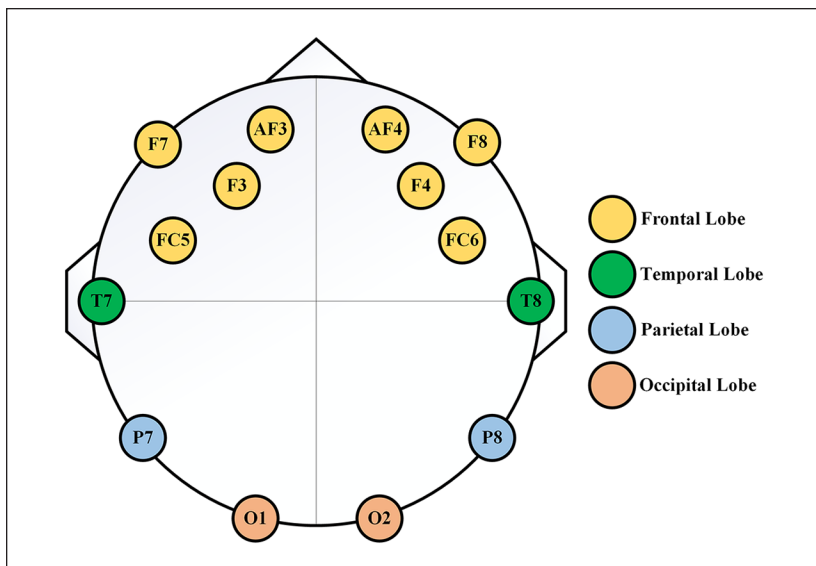 AF3 AF4
F7 F8
F3 F4
FC5 FC6
T7 T8
P7 P8
O1 O2
Frontal Lobe
Temporal Lobe
Parietal Lobe
Occipital Lobe